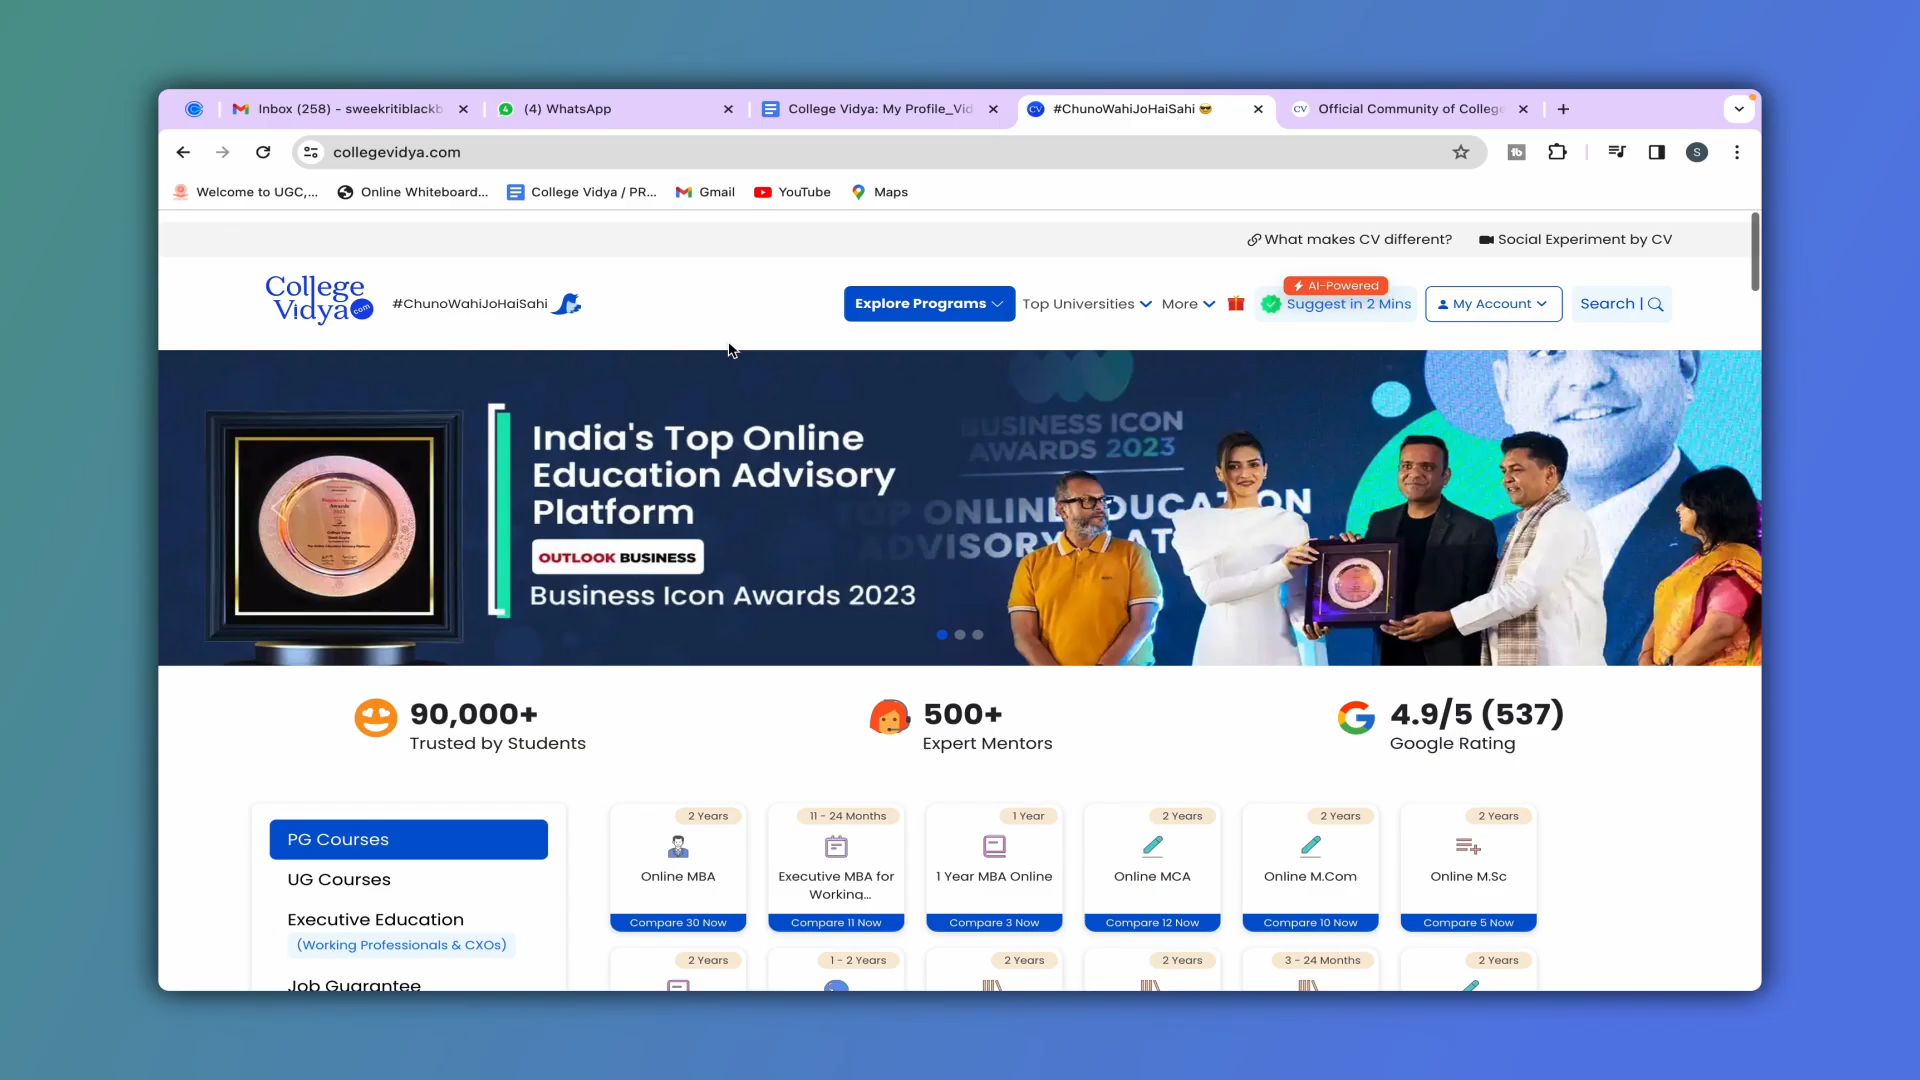 Inbox (258) - sweekritiblackb
(4) WhatsApp
College Vidya: My Profile_Vid
#ChunoWahiJoHaiSahi 😎
Official Community of College
collegevidya.com
Welcome to UGC,...
Online Whiteboard...
College Vidya / PR...
Gmail
YouTube
Maps
What makes CV different?
Social Experiment by CV
College
Vidya.com
#ChunoWahiJoHaiSahi
Explore Programs
Top Universities
More
AI-Powered
Suggest in 2 Mins
My Account
Search |
India's Top Online
Education Advisory
Platform
OUTLOOK BUSINESS
Business Icon Awards 2023
BUSINESS ICON
AWARDS 2023
90,000+
Trusted by Students
500+
Expert Mentors
4.9/5 (537)
Google Rating
PG Courses
UG Courses
Executive Education
(Working Professionals & CXOs)
Job Guarantee
2 Years
Online MBA
Compare 30 Now
11 - 24 Months
Executive MBA for
Working...
Compare 11 Now
1 Year
1 Year MBA Online
Compare 3 Now
2 Years
Online MCA
Compare 12 Now
2 Years
Online M.Com
Compare 10 Now
2 Years
Online M.Sc
Compare 5 Now
2 Years
1 - 2 Years
2 Years
2 Years
3 - 24 Months
2 Years